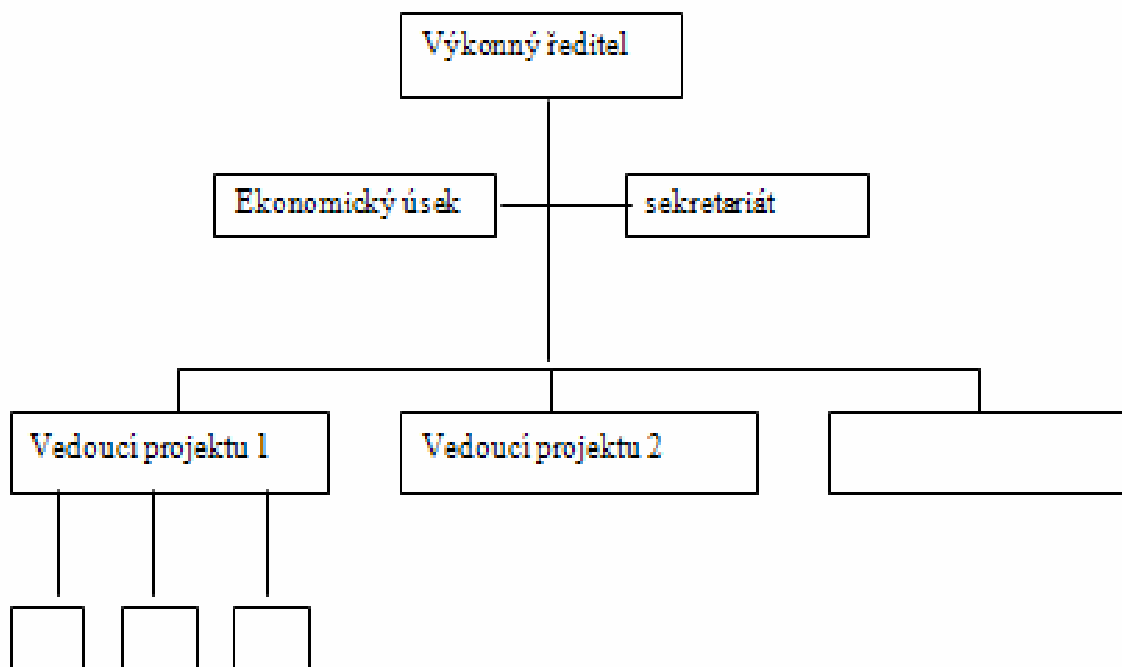 Výkonný ředitel
Ekonomický úsek
sekretariát
Vedoucí projektu 1
Vedoucí projektu 2